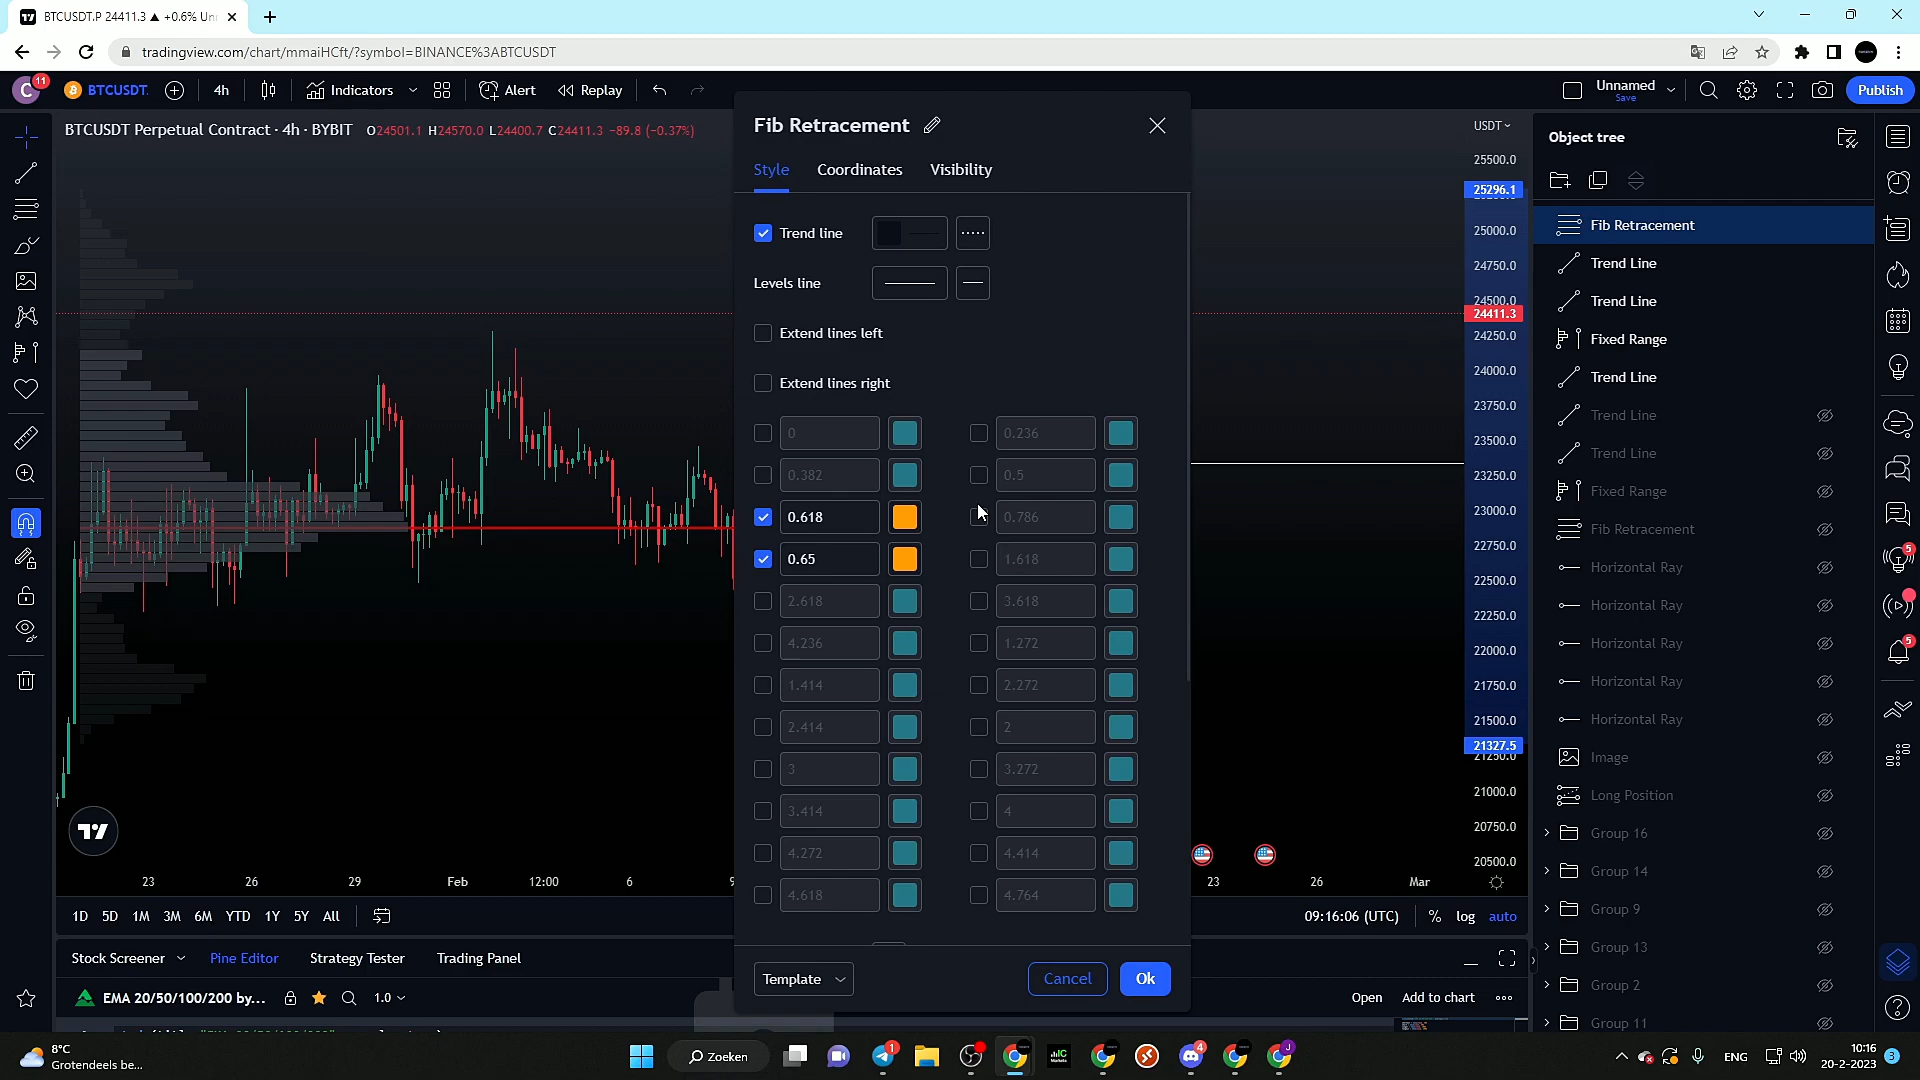 BTCUSDT.P 24411.3 ▲ +0.6% Un
tradingview.com/chart/mmaiHCft/?symbol=BINANCE%3ABTCUSDT
C 11 BTCUSDT. 4h Indicators Alert Replay
Unnamed
Save
Publish
BTCUSDT Perpetual Contract · 4h · BYBIT O24501.1 H24570.0 L24400.7 C24411.3 -89.8 (-0.37%)
Fib Retracement
Style Coordinates Visibility
Trend line
Levels line
Extend lines left
Extend lines right
0 0.236
0.382 0.5
0.618 0.786
0.65 1.618
2.618 3.618
4.236 1.272
1.414 2.272
2.414 2
3 3.272
3.414 4
4.272 4.414
4.618 4.764
Template Cancel Ok
USDT
25500.0
25296.1
25000.0
24750.0
24500.0
24411.3
24250.0
24000.0
23750.0
23500.0
23250.0
23000.0
22750.0
22500.0
22250.0
22000.0
21750.0
21500.0
21327.5
21250.0
21000.0
20750.0
20500.0
Object tree
Fib Retracement
Trend Line
Trend Line
Fixed Range
Trend Line
Trend Line
Trend Line
Fixed Range
Fib Retracement
Horizontal Ray
Horizontal Ray
Horizontal Ray
Horizontal Ray
Horizontal Ray
Image
Long Position
Group 16
Group 14
Group 9
Group 13
Group 2
Group 11
5
5
23 26 29 Feb 12:00 6 9 23 26 Mar
1D 5D 1M 3M 6M YTD 1Y 5Y All
09:16:06 (UTC) % log auto
Stock Screener Pine Editor Strategy Tester Trading Panel
EMA 20/50/100/200 by... 1.0
Open Add to chart
8°C
Grotendeels be...
Zoeken
1
IC
Markets
4
J
ENG
10:16
20-2-2023
3